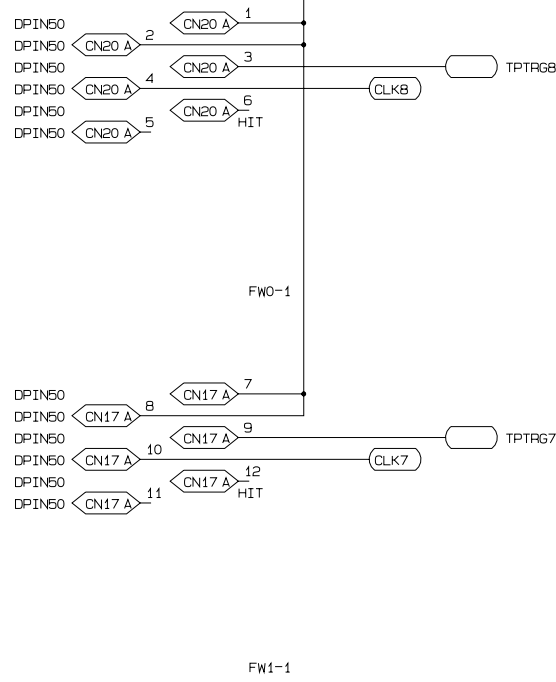 DPIN50 CN20 A 1
DPIN50 CN20 A 2
DPIN50 CN20 A 3 TPTRG8
DPIN50 CN20 A 4 CLK8
DPIN50 CN20 A 6
HIT
DPIN50 CN20 A 5
FW0-1
DPIN50 CN17 A 7
DPIN50 CN17 A 8
DPIN50 CN17 A 9 TPTRG7
DPIN50 CN17 A 10 CLK7
DPIN50 CN17 A 12
HIT
DPIN50 CN17 A 11
FW1-1